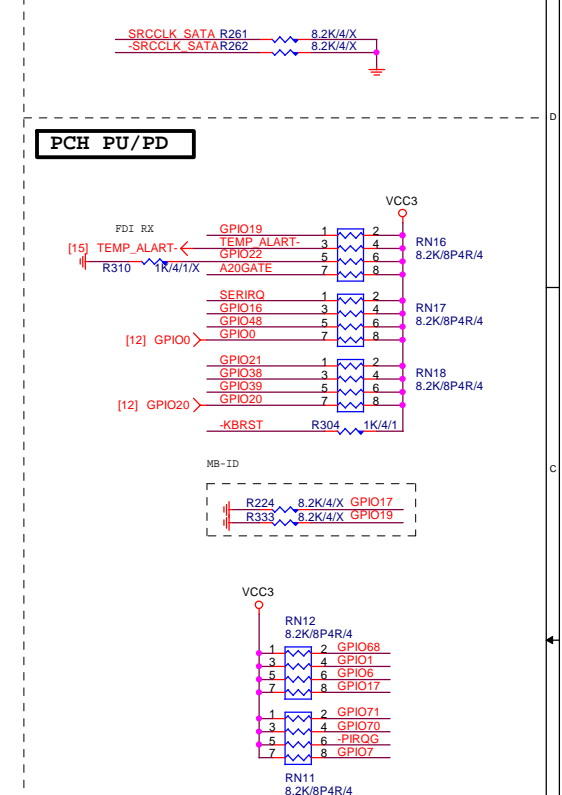 SRCCLK_SATA R261 8.2K/4/X
-SRCCLK_SATA R262 8.2K/4/X
D
PCH PU/PD
VCC3
FDI RX
GPIO19 1 2
[15] TEMP_ALART- TEMP_ALART- 3 4 RN16
GPIO22 5 6 8.2K/8P4R/4
R310 1K/4/1/X A20GATE 7 8
SERIRQ 1 2
GPIO16 3 4 RN17
GPIO48 5 6 8.2K/8P4R/4
[12] GPIO0 GPIO0 7 8
GPIO21 1 2
GPIO38 3 4 RN18
GPIO39 5 6 8.2K/8P4R/4
[12] GPIO20 GPIO20 7 8
-KBRST R304 1K/4/1
MB-ID
C
R224 8.2K/4/X GPIO17
R333 8.2K/4/X GPIO19
VCC3
RN12
8.2K/8P4R/4
1 2 GPIO68
3 4 GPIO1
5 6 GPIO6
7 8 GPIO17
1 2 GPIO71
3 4 GPIO70
5 6 -PIRQG
7 8 GPIO7
RN11
8.2K/8P4R/4